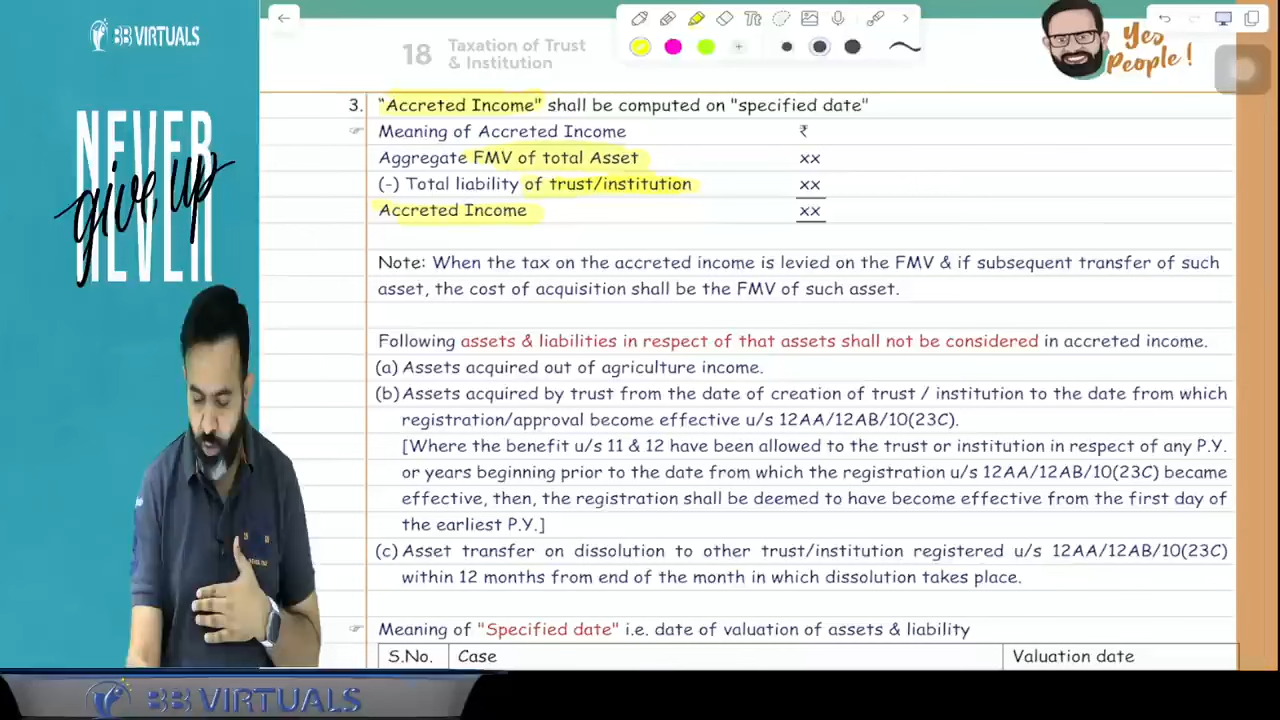 BB VIRTUALS
18 Taxation of Trust
& Institution
Yes
People!
NEVER
give up
NEVER
3. "Accreted Income" shall be computed on "specified date"
☞ Meaning of Accreted Income ₹
Aggregate FMV of total Asset xx
(-) Total liability of trust/institution xx
Accreted Income xx
Note: When the tax on the accreted income is levied on the FMV & if subsequent transfer of such
asset, the cost of acquisition shall be the FMV of such asset.
Following assets & liabilities in respect of that assets shall not be considered in accreted income.
(a) Assets acquired out of agriculture income.
(b) Assets acquired by trust from the date of creation of trust / institution to the date from which
registration/approval become effective u/s 12AA/12AB/10(23C).
[Where the benefit u/s 11 & 12 have been allowed to the trust or institution in respect of any P.Y.
or years beginning prior to the date from which the registration u/s 12AA/12AB/10(23C) became
effective, then, the registration shall be deemed to have become effective from the first day of
the earliest P.Y.]
(c) Asset transfer on dissolution to other trust/institution registered u/s 12AA/12AB/10(23C)
within 12 months from end of the month in which dissolution takes place.
☞ Meaning of "Specified date" i.e. date of valuation of assets & liability
S.No. Case Valuation date
BB VIRTUALS